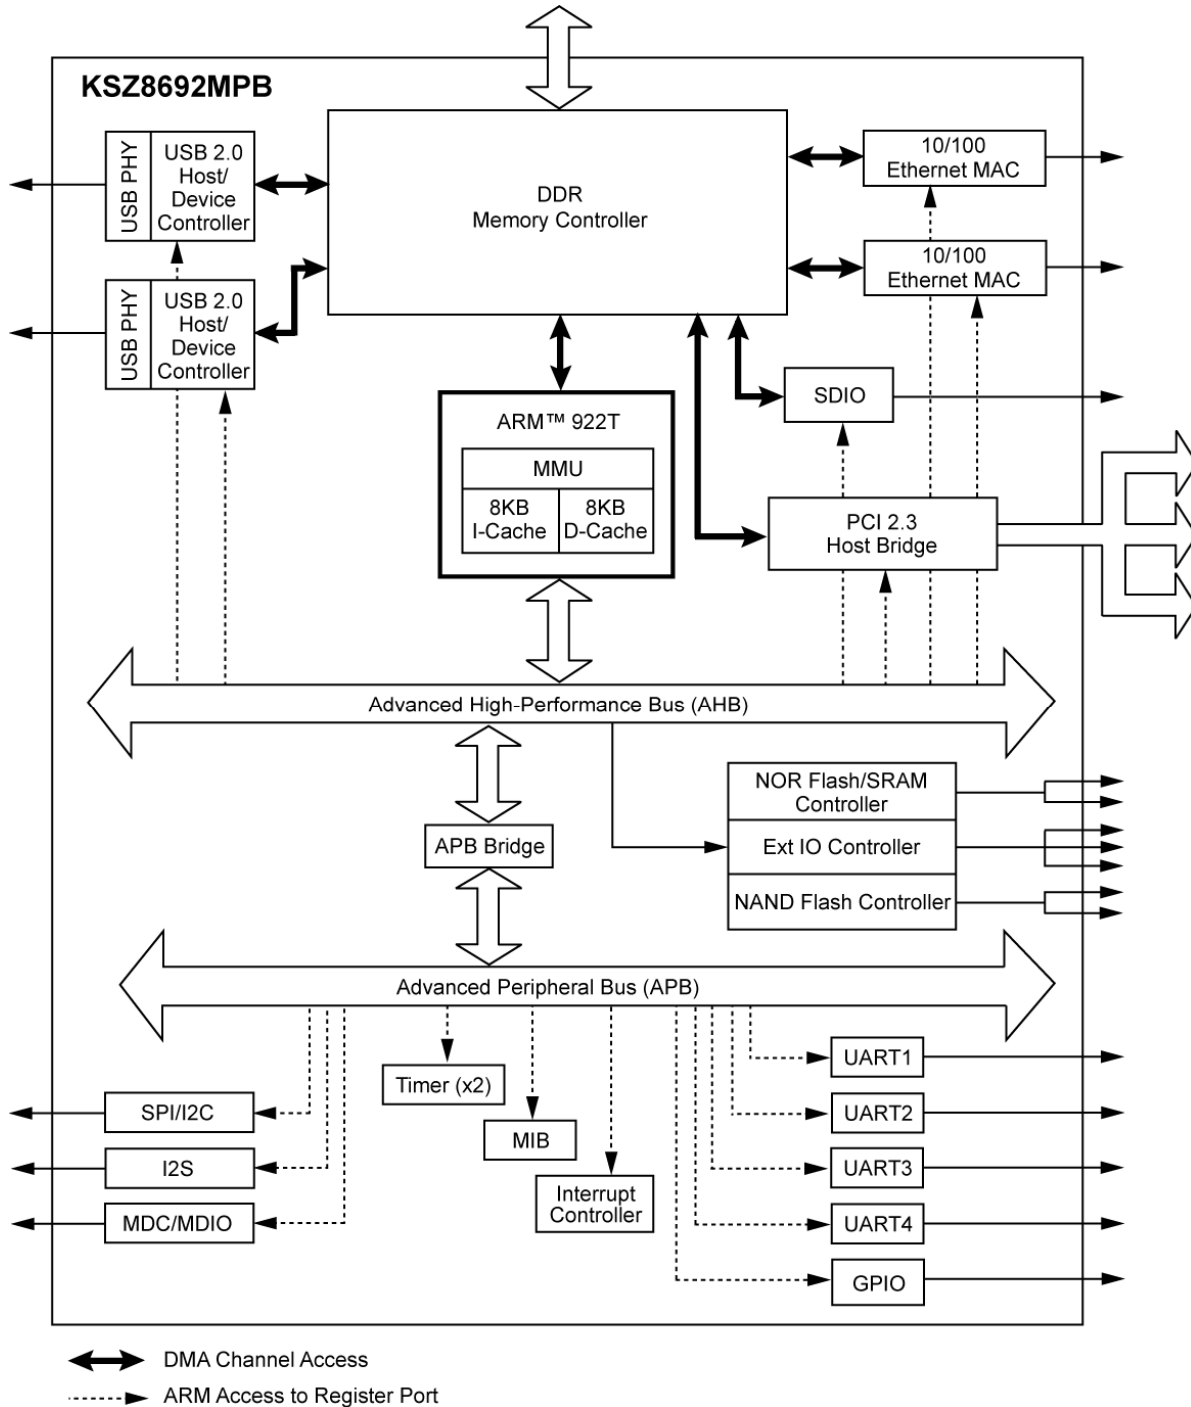 KSZ8692MPB
USB PHY
USB 2.0
Host/
Device
Controller
DDR
Memory Controller
10/100
Ethernet MAC
10/100
Ethernet MAC
USB PHY
USB 2.0
Host/
Device
Controller
SDIO
ARM™ 922T
MMU
8KB
I-Cache
8KB
D-Cache
PCI 2.3
Host Bridge
Advanced High-Performance Bus (AHB)
NOR Flash/SRAM
Controller
APB Bridge
Ext IO Controller
NAND Flash Controller
Advanced Peripheral Bus (APB)
UART1
Timer (x2)
SPI/I2C
UART2
MIB
I2S
UART3
Interrupt
Controller
MDC/MDIO
UART4
GPIO
DMA Channel Access
ARM Access to Register Port